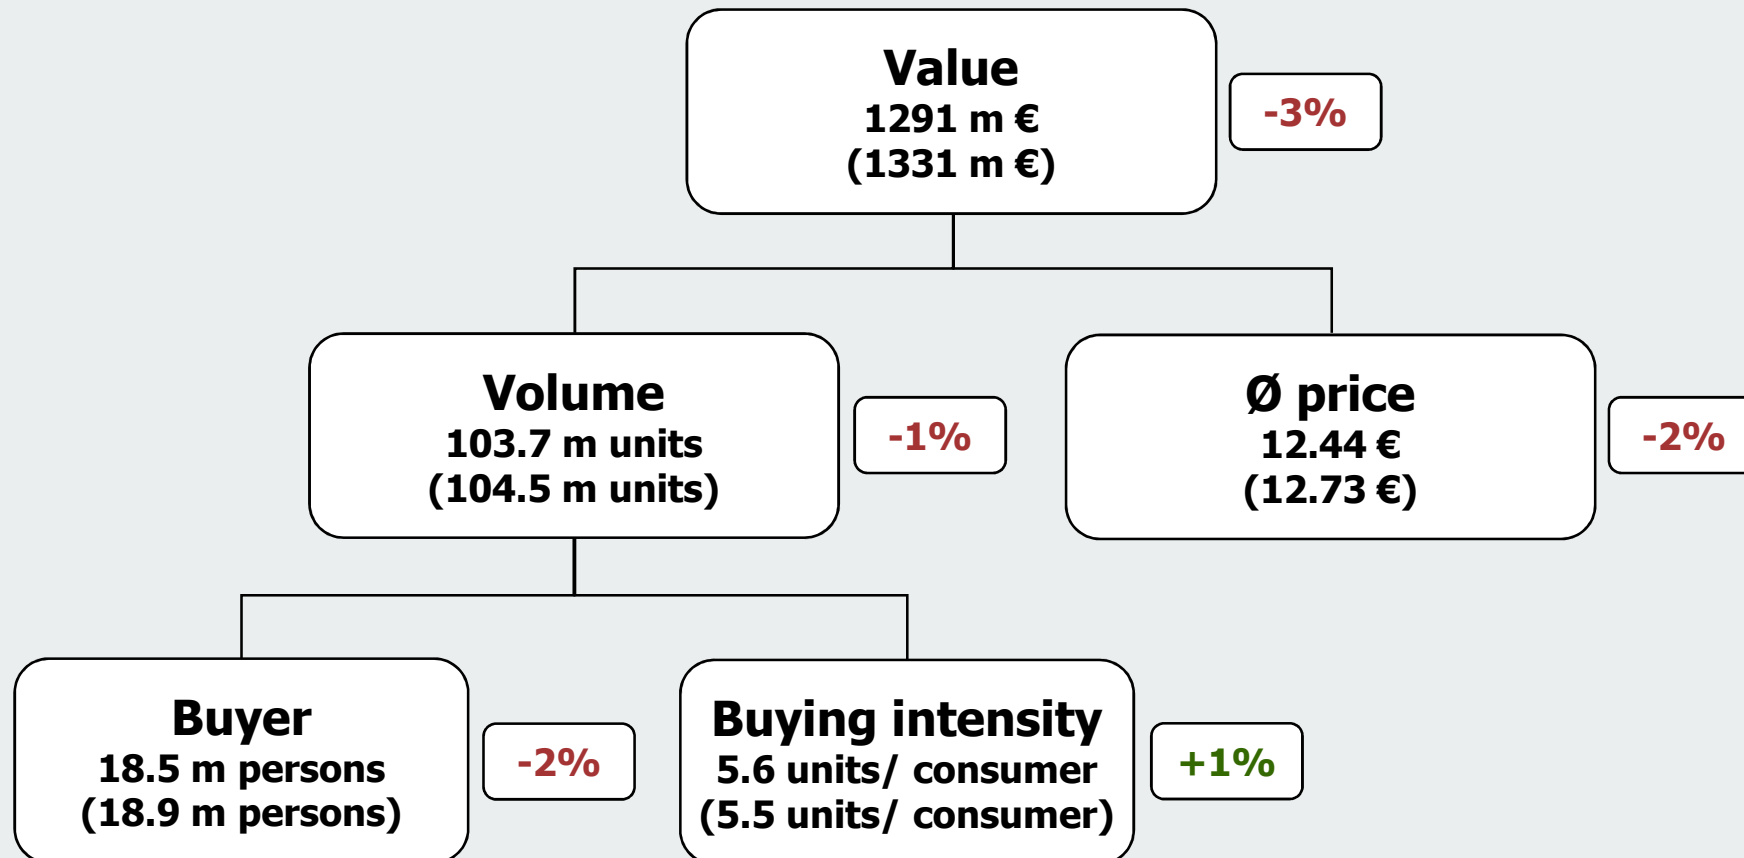 Value
1291 m €
(1331 m €)
-3%
Volume
103.7 m units
(104.5 m units)
-1%
Ø price
12.44 €
(12.73 €)
-2%
Buyer
18.5 m persons
(18.9 m persons)
-2%
Buying intensity
5.6 units/ consumer
(5.5 units/ consumer)
+1%